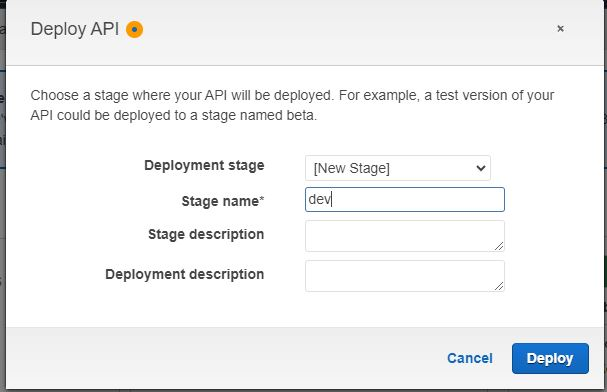 Deploy API
×
Choose a stage where your API will be deployed. For example, a test version of your
API could be deployed to a stage named beta.
Deployment stage [New Stage]
Stage name* dev
Stage description
Deployment description
Cancel Deploy